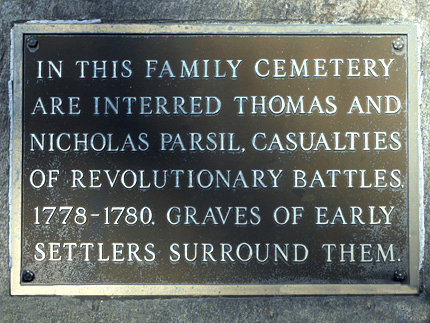 IN THIS FAMILY CEMETERY
ARE INTERRED THOMAS AND
NICHOLAS PARSIL, CASUALTIES
OF REVOLUTIONARY BATTLES.
1778-1780. GRAVES OF EARLY
SETTLERS SURROUND THEM.